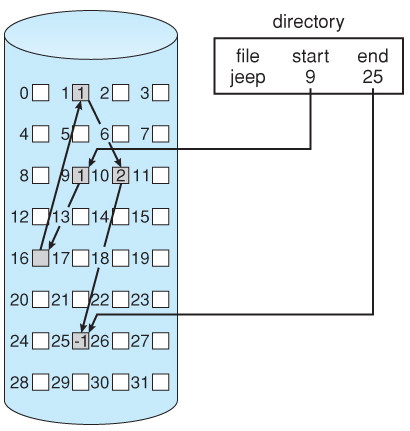 directory
file start end
jeep 9 25
0 1 1 2 3
4 5 6 7
8 9 1 10 2 11
12 13 14 15
16 17 18 19
20 21 22 23
24 25 -1 26 27
28 29 30 31